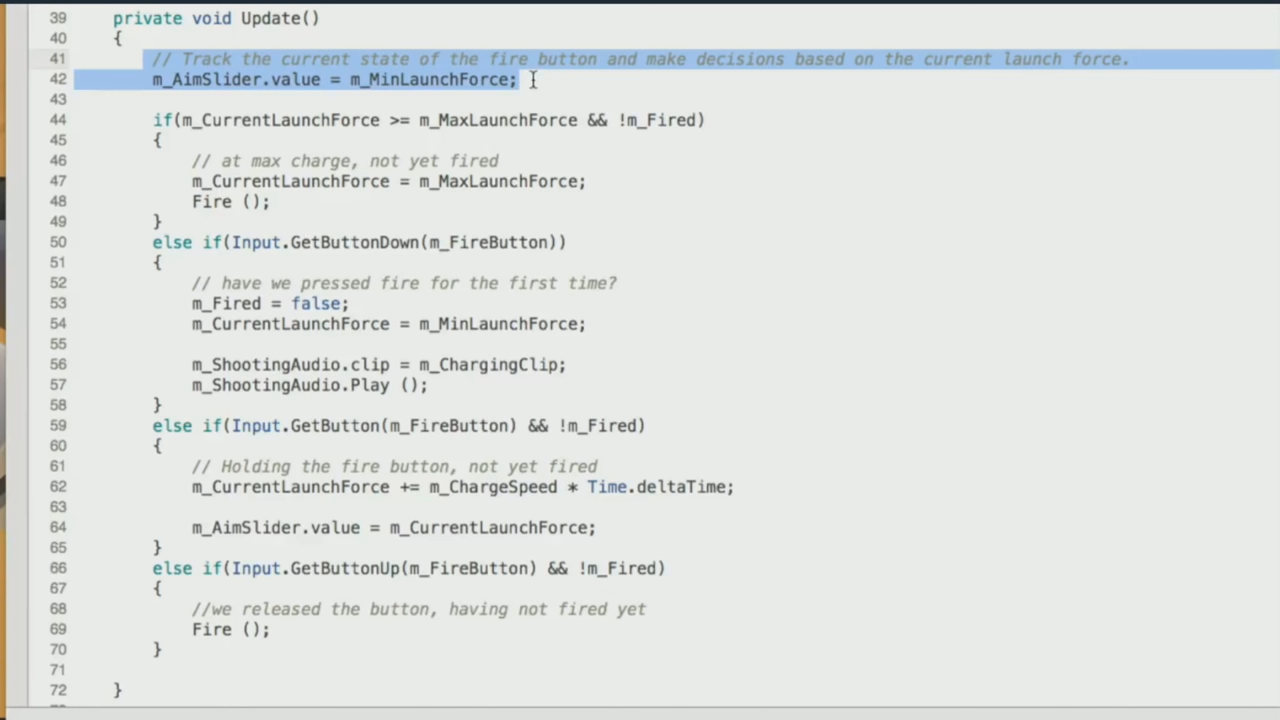 39 private void Update()
40 {
41 // Track the current state of the fire button and make decisions based on the current launch force.
42 m_AimSlider.value = m_MinLaunchForce;
43
44 if(m_CurrentLaunchForce >= m_MaxLaunchForce && !m_Fired)
45 {
46 // at max charge, not yet fired
47 m_CurrentLaunchForce = m_MaxLaunchForce;
48 Fire ();
49 }
50 else if(Input.GetButtonDown(m_FireButton))
51 {
52 // have we pressed fire for the first time?
53 m_Fired = false;
54 m_CurrentLaunchForce = m_MinLaunchForce;
55
56 m_ShootingAudio.clip = m_ChargingClip;
57 m_ShootingAudio.Play ();
58 }
59 else if(Input.GetButton(m_FireButton) && !m_Fired)
60 {
61 // Holding the fire button, not yet fired
62 m_CurrentLaunchForce += m_ChargeSpeed * Time.deltaTime;
63
64 m_AimSlider.value = m_CurrentLaunchForce;
65 }
66 else if(Input.GetButtonUp(m_FireButton) && !m_Fired)
67 {
68 //we released the button, having not fired yet
69 Fire ();
70 }
71
72 }